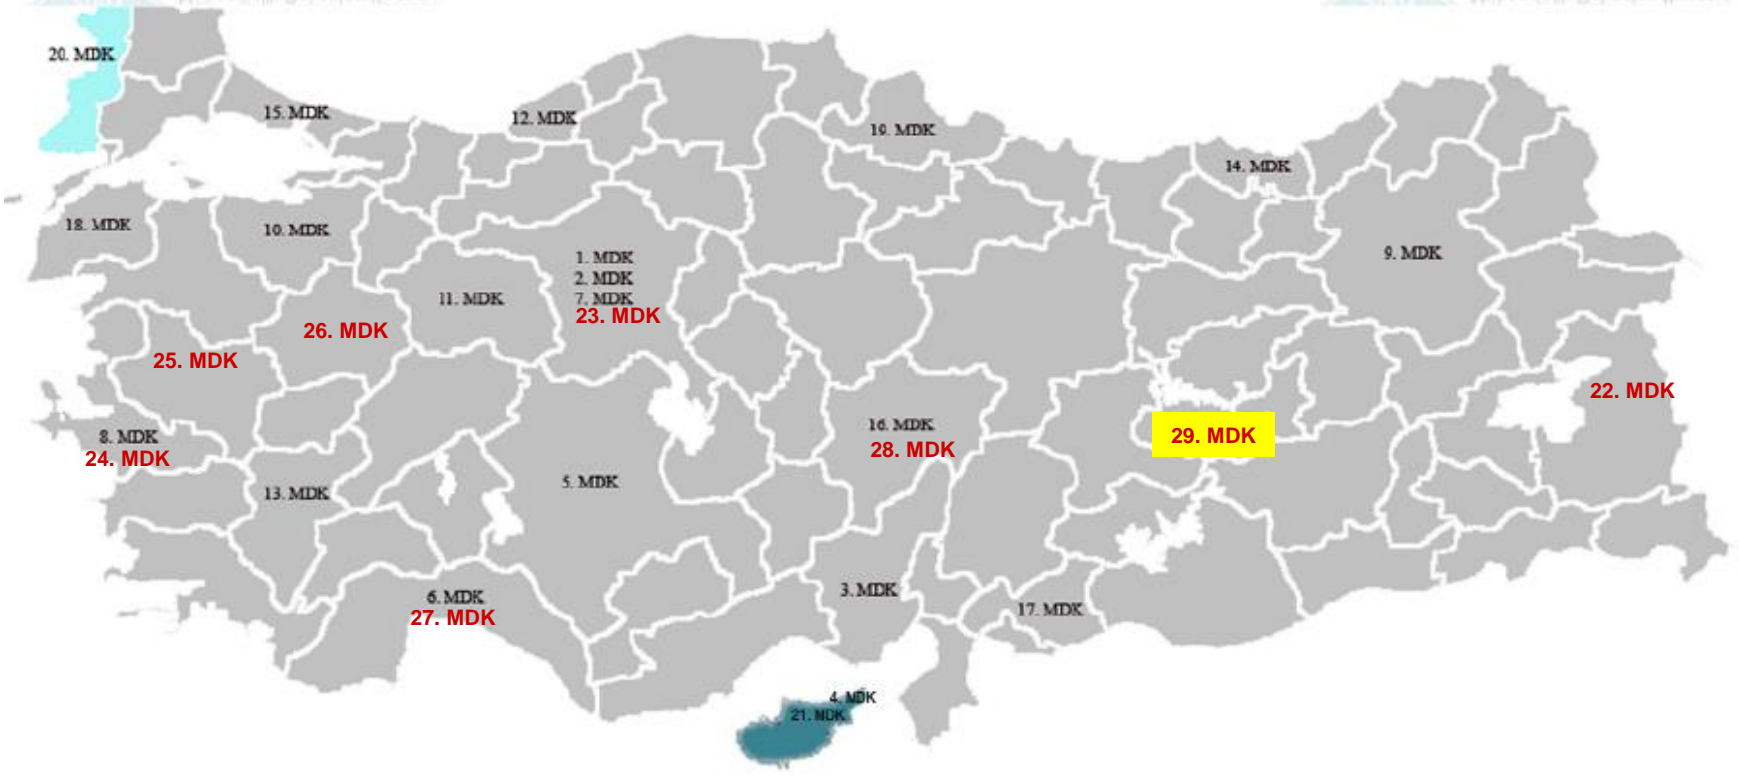 20. MDK
15. MDK
12. MDK
19. MDK
14. MDK
18. MDK
10. MDK
9. MDK
1. MDK
2. MDK
7. MDK
23. MDK
11. MDK
26. MDK
25. MDK
22. MDK
16. MDK
28. MDK
29. MDK
8. MDK
24. MDK
13. MDK
5. MDK
3. MDK
6. MDK
27. MDK
17. MDK
4. MDK
21. MDK